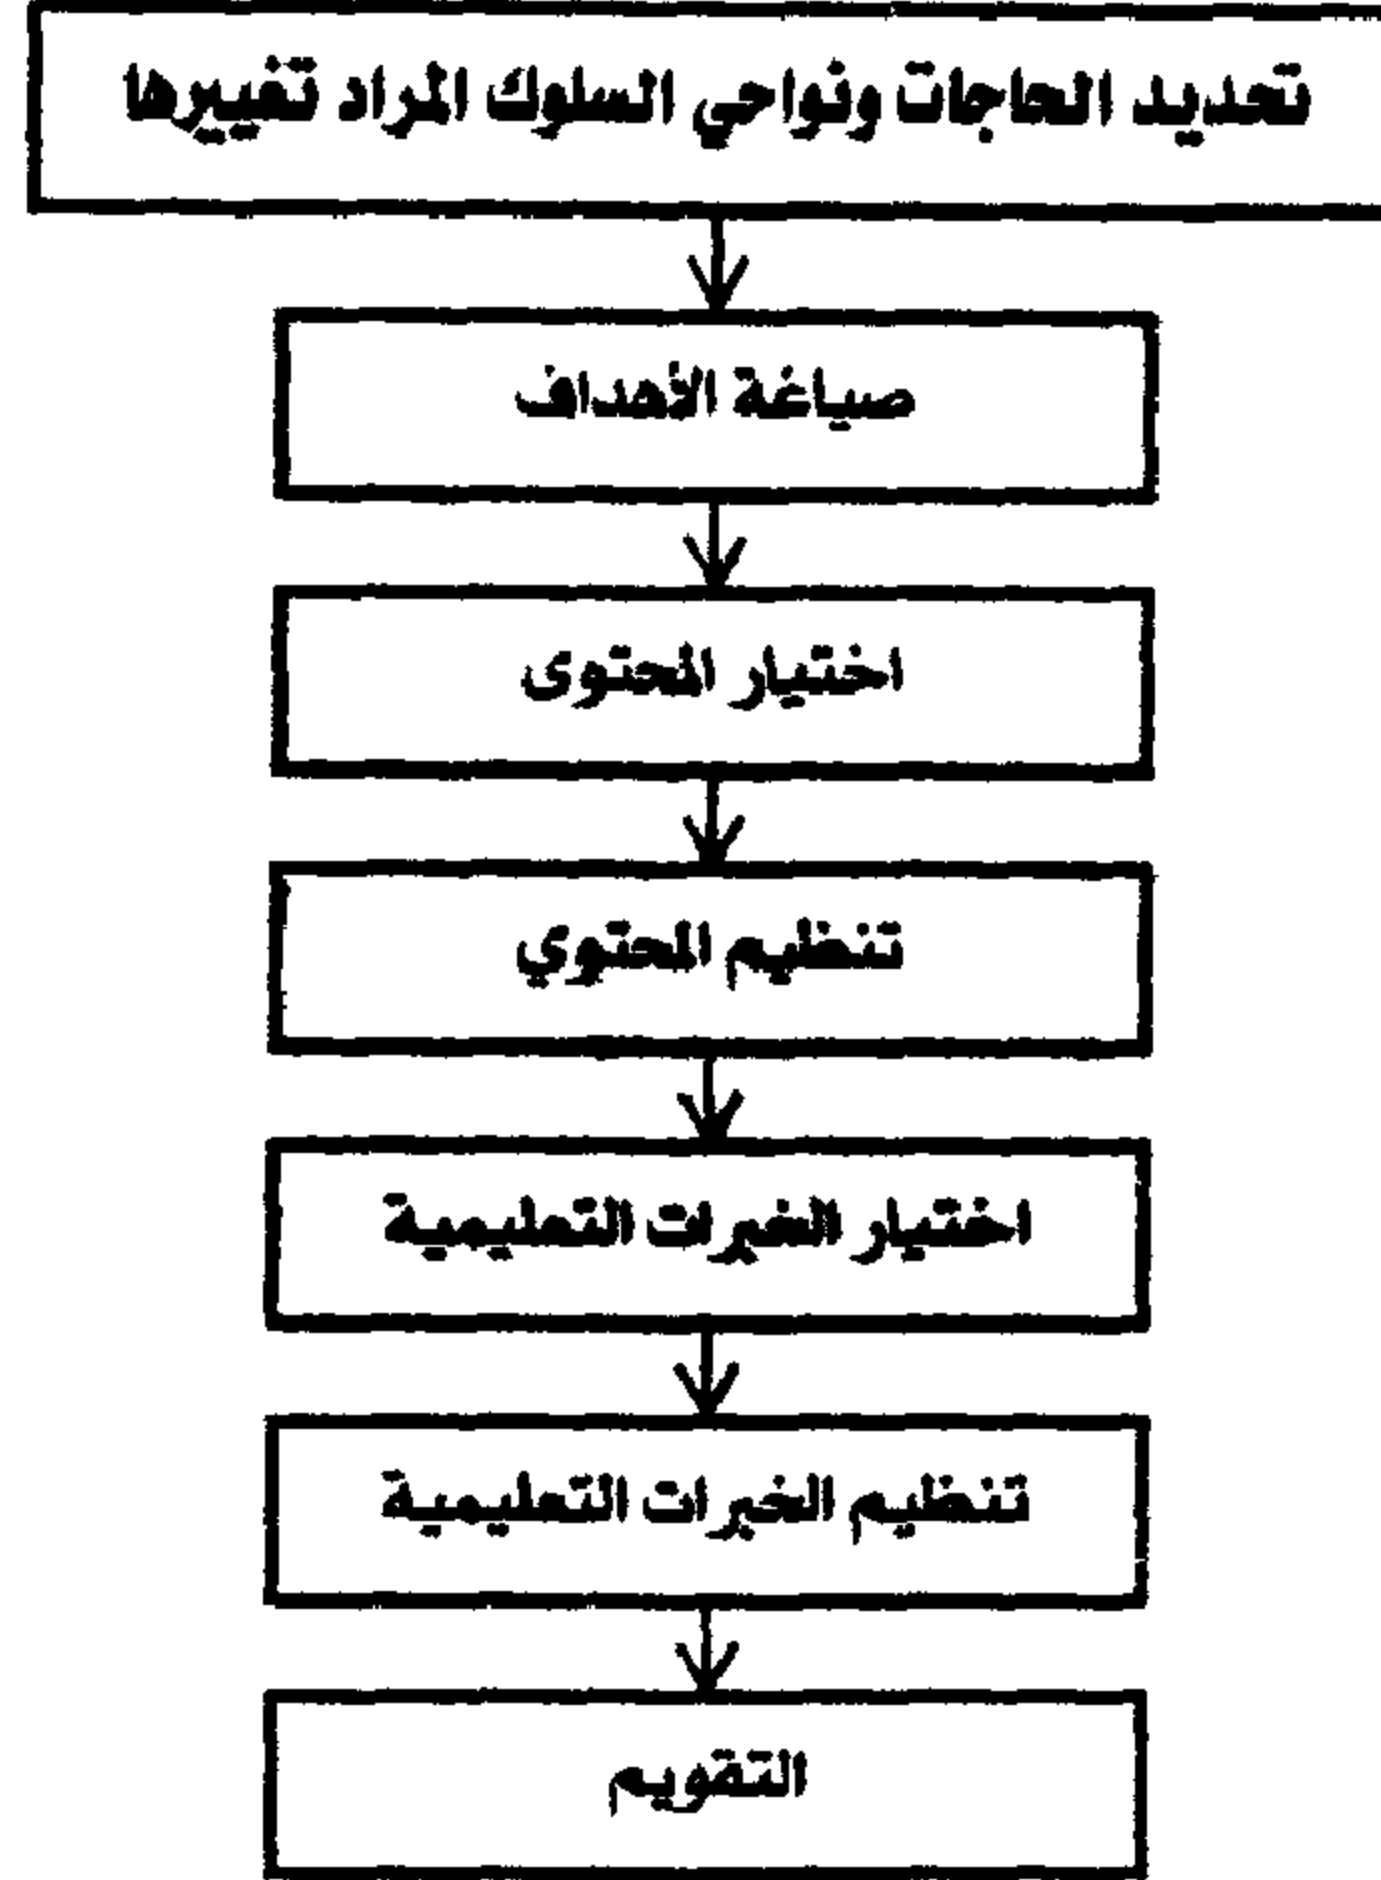 تحديد الحاجات ونواحي السلوك المراد تغييرها
صياغة الأهداف
اختيار المحتوى
تنظيم المحتوي
اختيار الخبرات التعليمية
تنظيم الخبرات التعليمية
التقويم